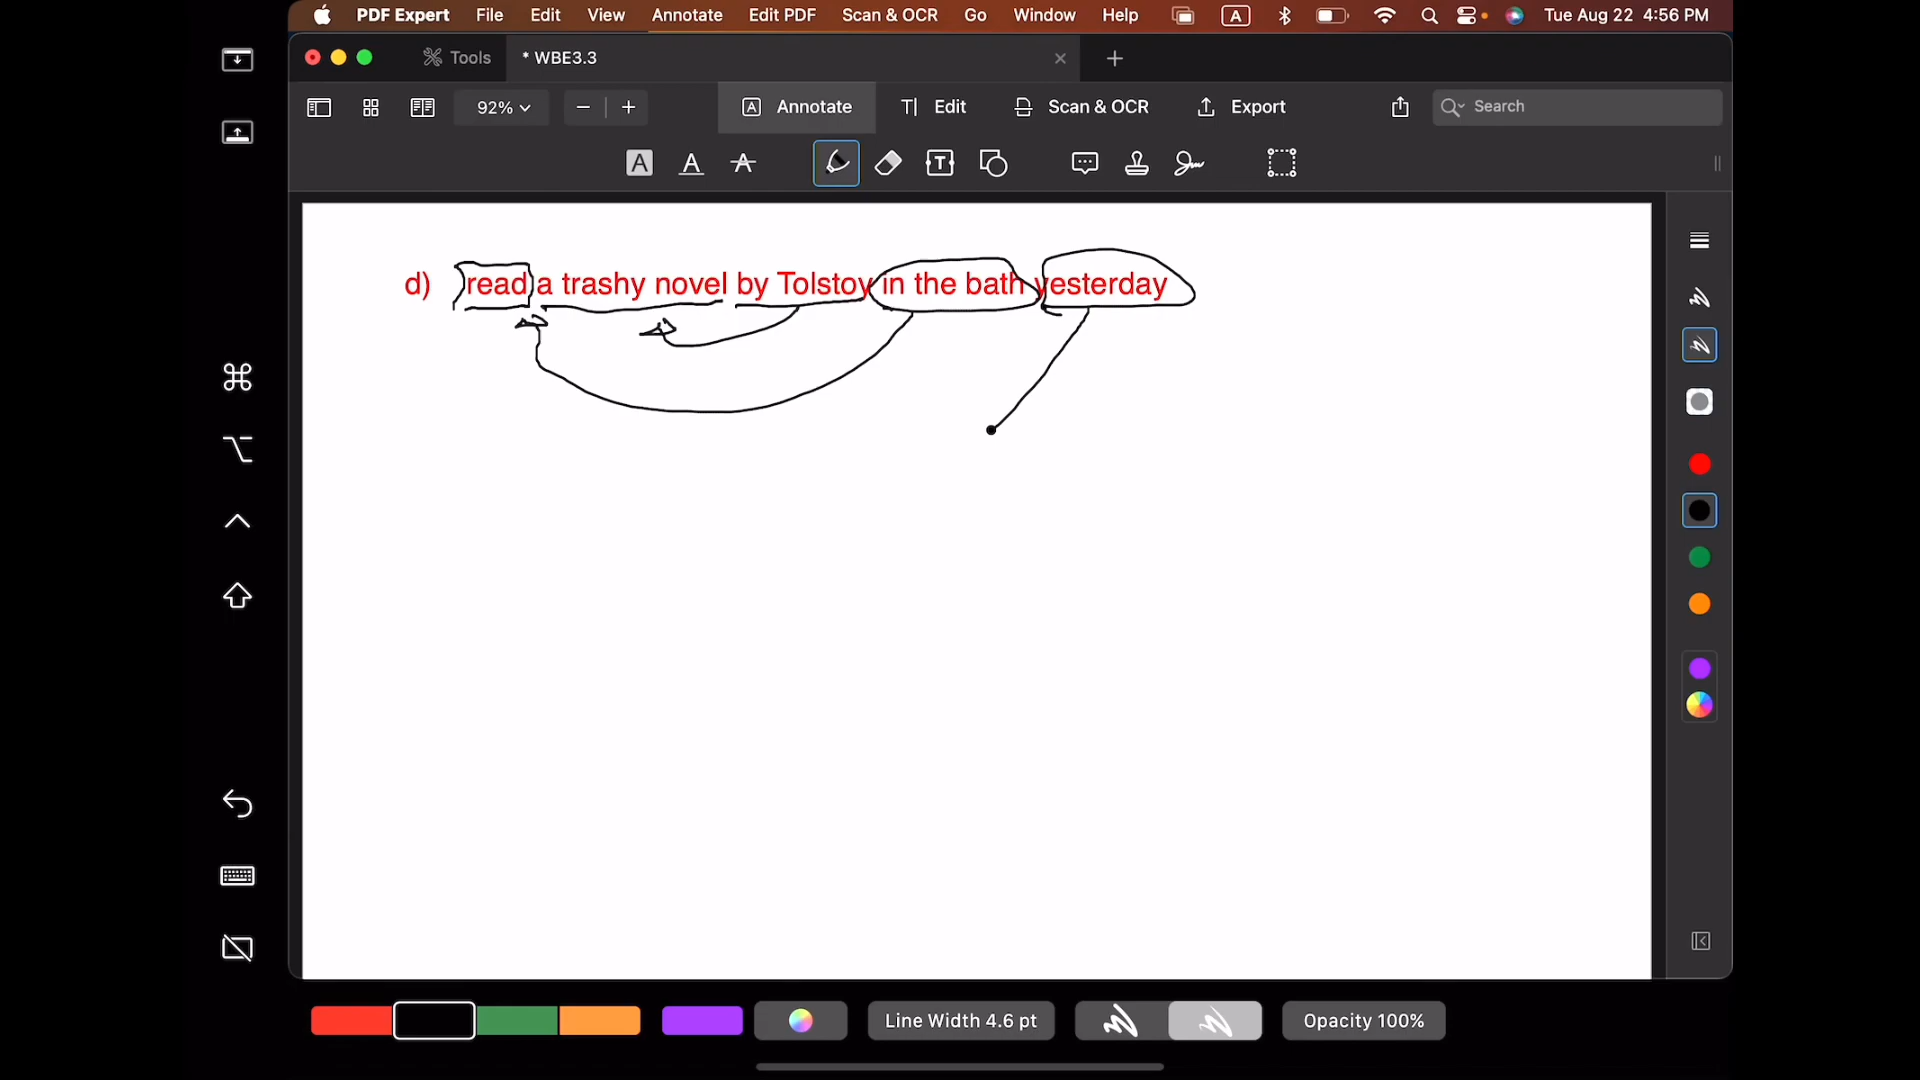 PDF Expert File Edit View Annotate Edit PDF Scan & OCR Go Window Help A Tue Aug 22 4:56 PM
Tools * WBE3.3
92% Annotate Edit Scan & OCR Export Search
A A A T
d) read a trashy novel by Tolstoy in the bath yesterday
Line Width 4.6 pt Opacity 100%